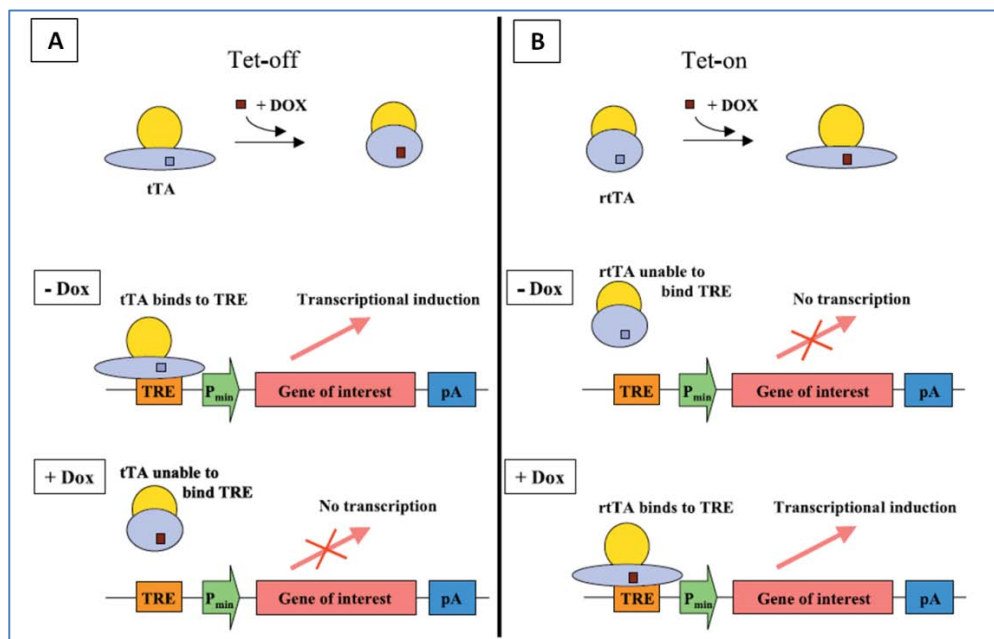 A
Tet-off
+ DOX
tTA
- Dox
tTA binds to TRE
Transcriptional induction
TRE
Pmin
Gene of interest
pA
+ Dox
tTA unable to
bind TRE
No transcription
TRE
Pmin
Gene of interest
pA
B
Tet-on
+ DOX
rtTA
- Dox
rtTA unable to
bind TRE
No transcription
TRE
Pmin
Gene of interest
pA
+ Dox
rtTA binds to TRE
Transcriptional induction
TRE
Pmin
Gene of interest
pA